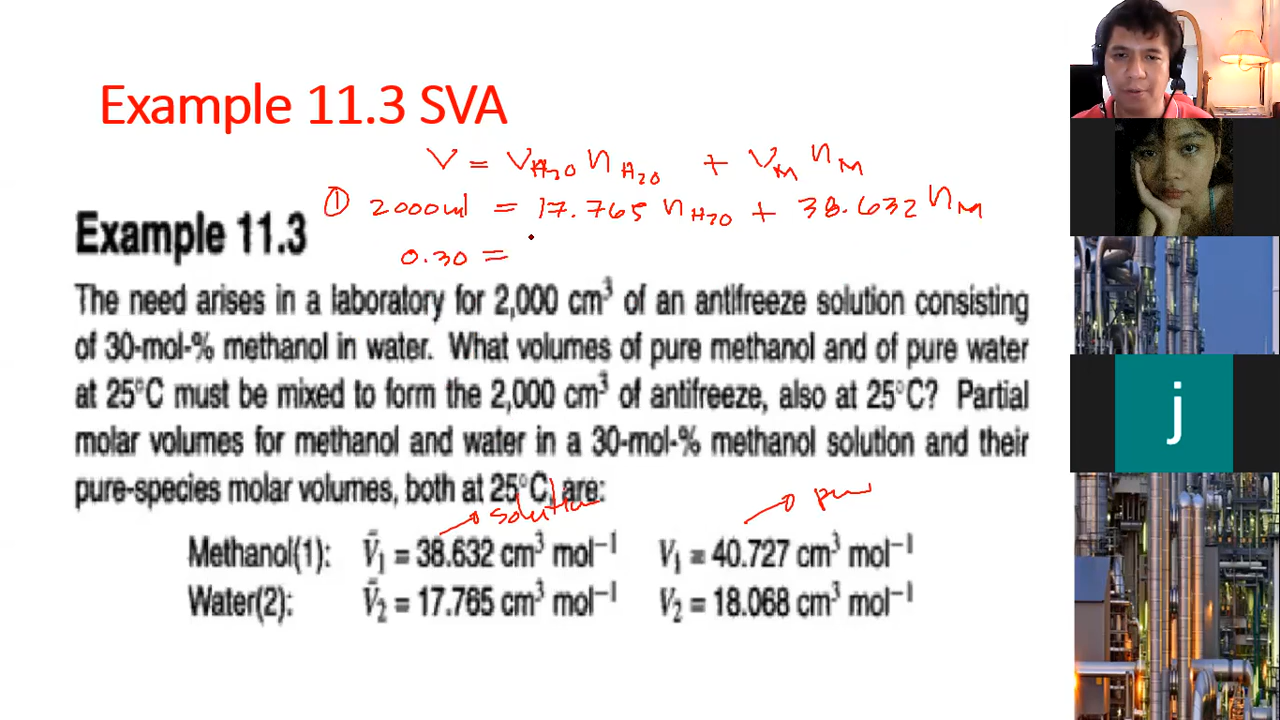 Example 11.3 SVA
V = V_H2O n_H2O + V_M n_M
① 2000ml = 17.765 n_H2O + 38.632 n_M
0.30 =
Example 11.3
The need arises in a laboratory for 2,000 cm³ of an antifreeze solution consisting
of 30-mol-% methanol in water. What volumes of pure methanol and of pure water
at 25°C must be mixed to form the 2,000 cm³ of antifreeze, also at 25°C? Partial
molar volumes for methanol and water in a 30-mol-% methanol solution and their
pure-species molar volumes, both at 25°C, are:
solution
Methanol(1): V̄₁ = 38.632 cm³ mol⁻¹ V₁ = 40.727 cm³ mol⁻¹
Water(2): V̄₂ = 17.765 cm³ mol⁻¹ V₂ = 18.068 cm³ mol⁻¹
j